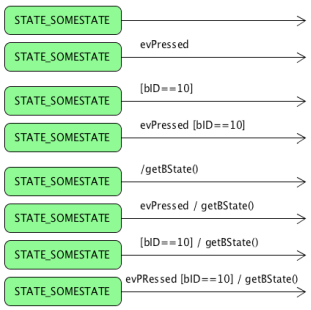 STATE_SOMESTATE
evPressed
STATE_SOMESTATE
[bID==10]
STATE_SOMESTATE
evPressed [bID==10]
STATE_SOMESTATE
/getBState()
STATE_SOMESTATE
evPressed / getBState()
STATE_SOMESTATE
[bID==10] / getBState()
STATE_SOMESTATE
evPRessed [bID==10] / getBState()
STATE_SOMESTATE